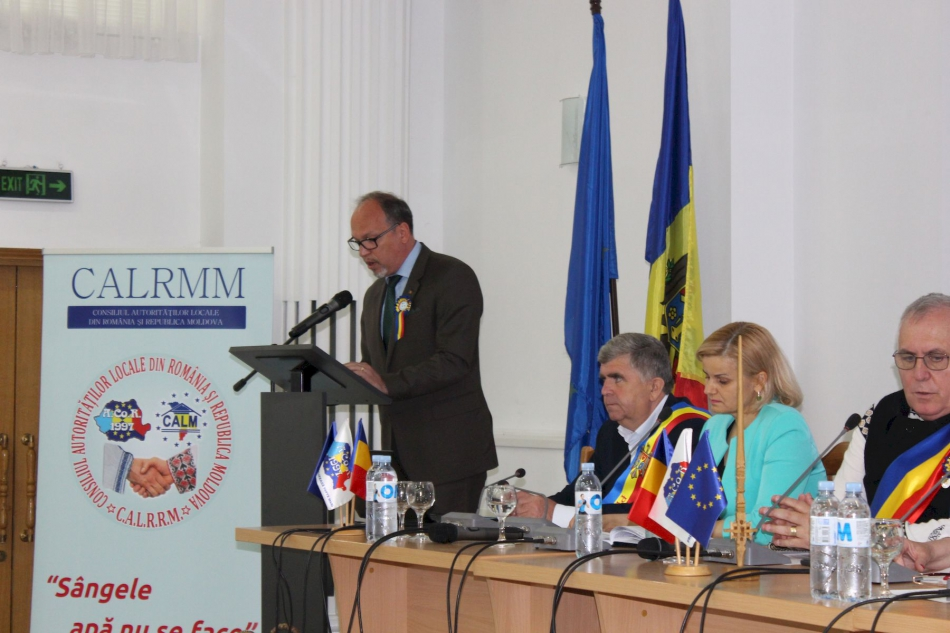 EXIT
CALRMM
CONSILIUL AUTORITĂȚILOR LOCALE
DIN ROMÂNIA ȘI REPUBLICA MOLDOVA
CONSILIUL AUTORITĂȚILOR LOCALE DIN ROMÂNIA ȘI REPUBLICA MOLDOVA
ACoR
1997
CALM
C.A.L.R.R.M.
“Sângele
apă nu se face”
OM